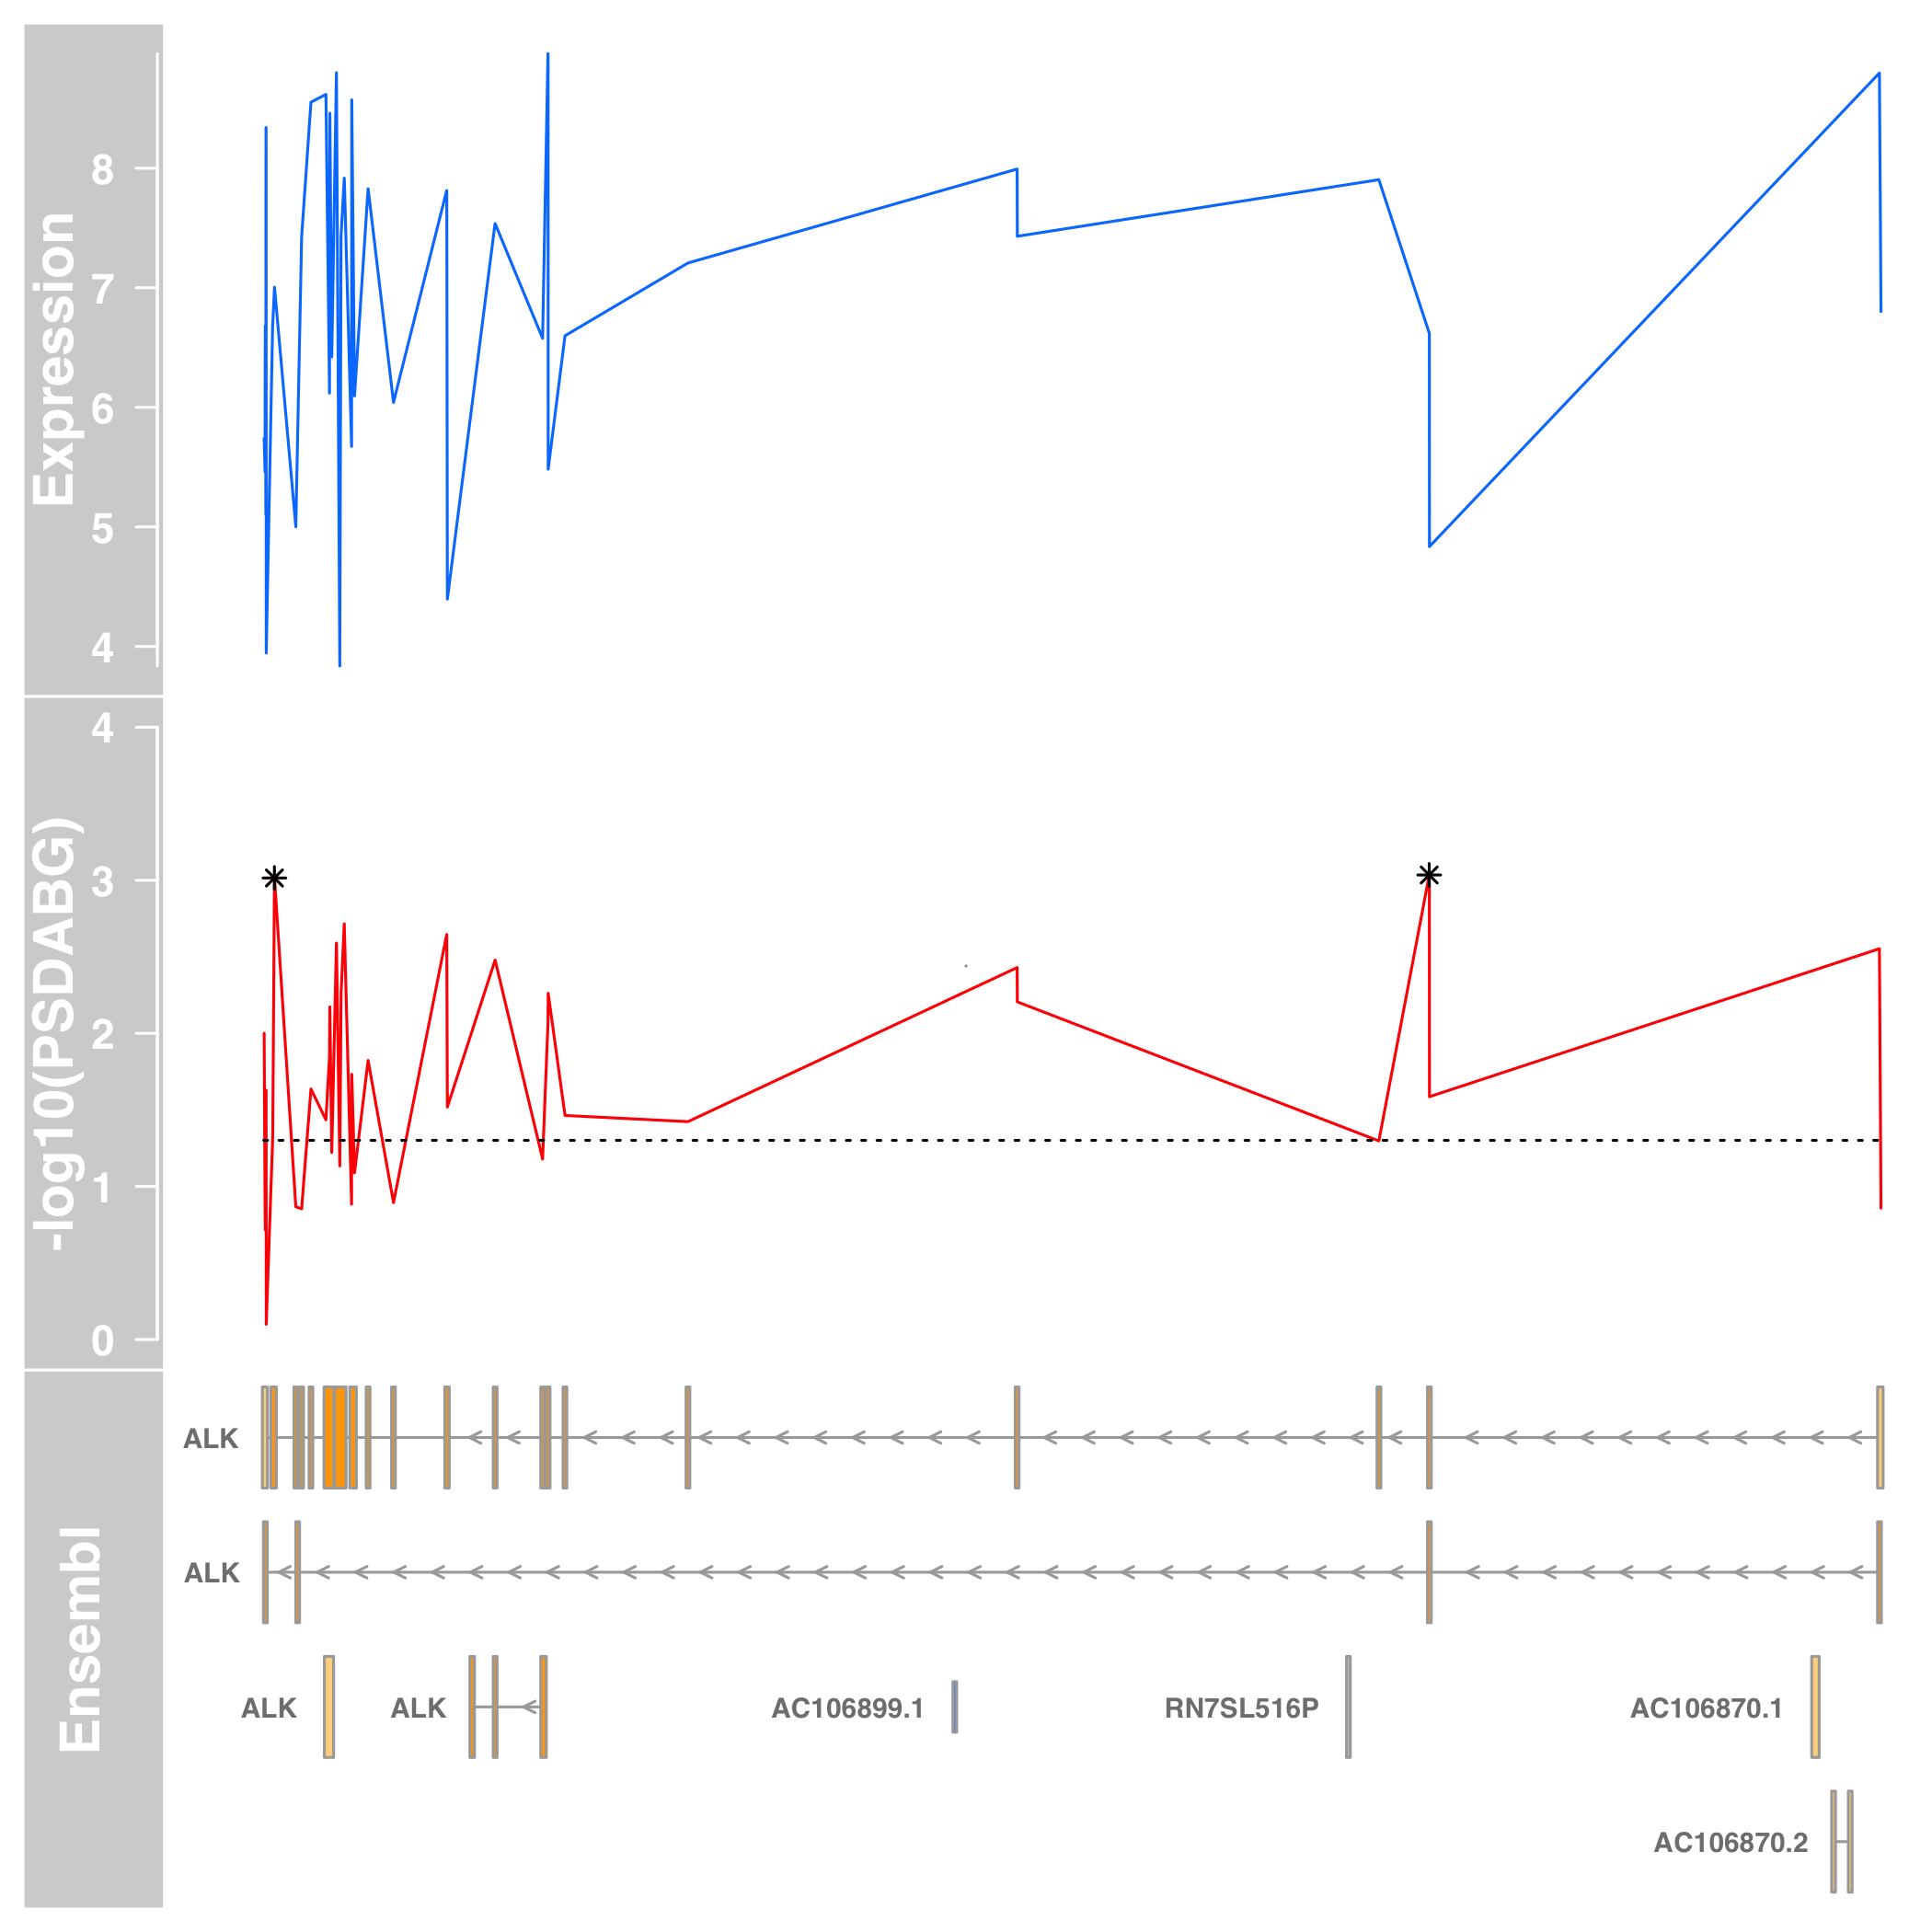 Expression
8
7
6
5
4
-log10(PSDABG)
4
3
2
1
0
Ensembl
ALK
ALK
ALK ALK AC106899.1 RN7SL516P AC106870.1
AC106870.2